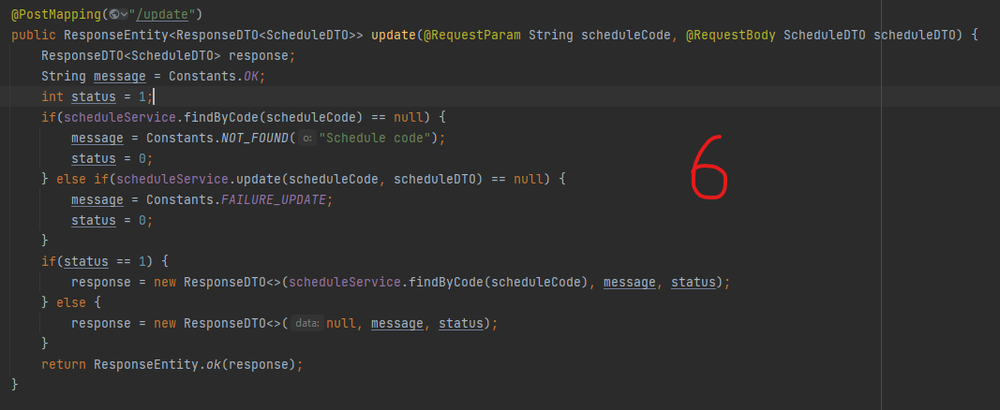 @PostMapping("/update")
public ResponseEntity<ResponseDTO<ScheduleDTO>> update(@RequestParam String scheduleCode, @RequestBody ScheduleDTO scheduleDTO) {
    ResponseDTO<ScheduleDTO> response;
    String message = Constants.OK;
    int status = 1;
    if(scheduleService.findByCode(scheduleCode) == null) {
        message = Constants.NOT_FOUND( o: "Schedule code");
        status = 0;
    } else if(scheduleService.update(scheduleCode, scheduleDTO) == null) {
        message = Constants.FAILURE_UPDATE;
        status = 0;
    }
    if(status == 1) {
        response = new ResponseDTO<>(scheduleService.findByCode(scheduleCode), message, status);
    } else {
        response = new ResponseDTO<>( data: null, message, status);
    }
    return ResponseEntity.ok(response);
}
6